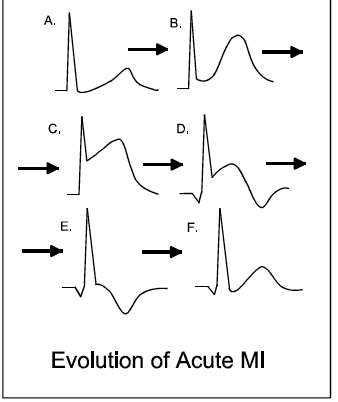 A.
B.
C.
D.
E.
F.
Evolution of Acute MI